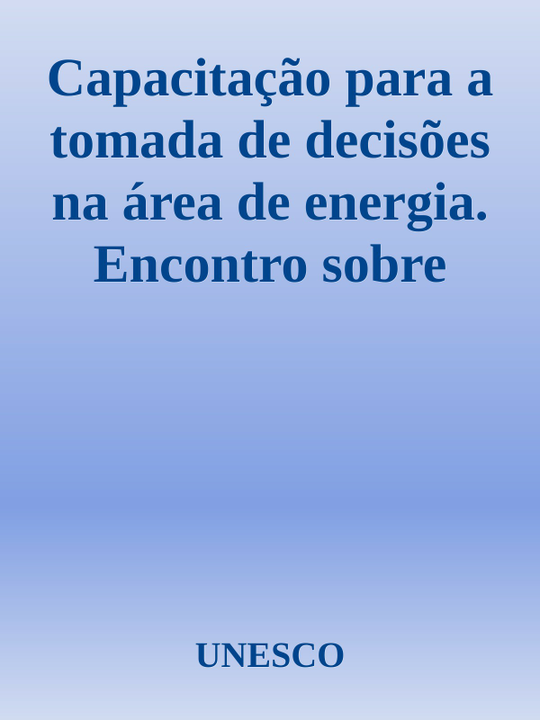 Capacitação para a
tomada de decisões
na área de energia.
Encontro sobre
UNESCO